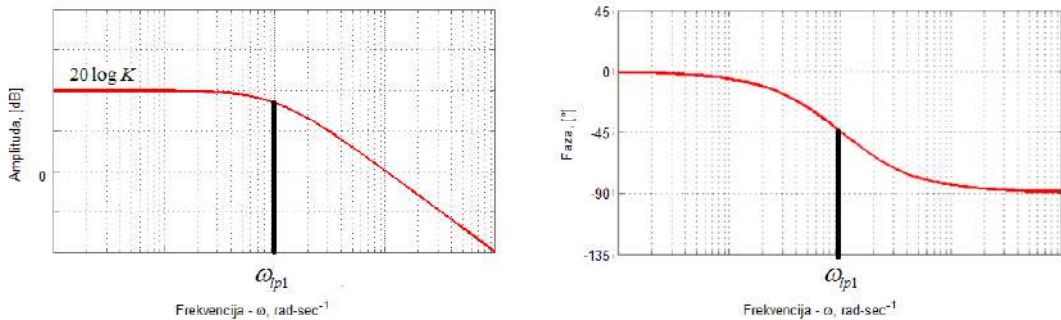 20 log K
Amplituda, [dB]
0
ω_lp1
Frekvencija - ω, rad-sec⁻¹
45
0
-45
-90
-135
Faza, [°]
ω_lp1
Frekvencija - ω, rad-sec⁻¹